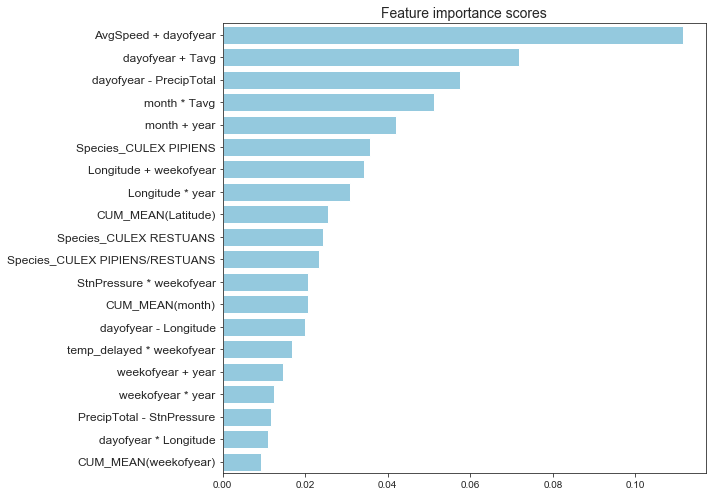 Feature importance scores
AvgSpeed + dayofyear
dayofyear + Tavg
dayofyear - PrecipTotal
month * Tavg
month + year
Species_CULEX PIPIENS
Longitude + weekofyear
Longitude * year
CUM_MEAN(Latitude)
Species_CULEX RESTUANS
Species_CULEX PIPIENS/RESTUANS
StnPressure * weekofyear
CUM_MEAN(month)
dayofyear - Longitude
temp_delayed * weekofyear
weekofyear + year
weekofyear * year
PrecipTotal - StnPressure
dayofyear * Longitude
CUM_MEAN(weekofyear)
0.00 0.02 0.04 0.06 0.08 0.10